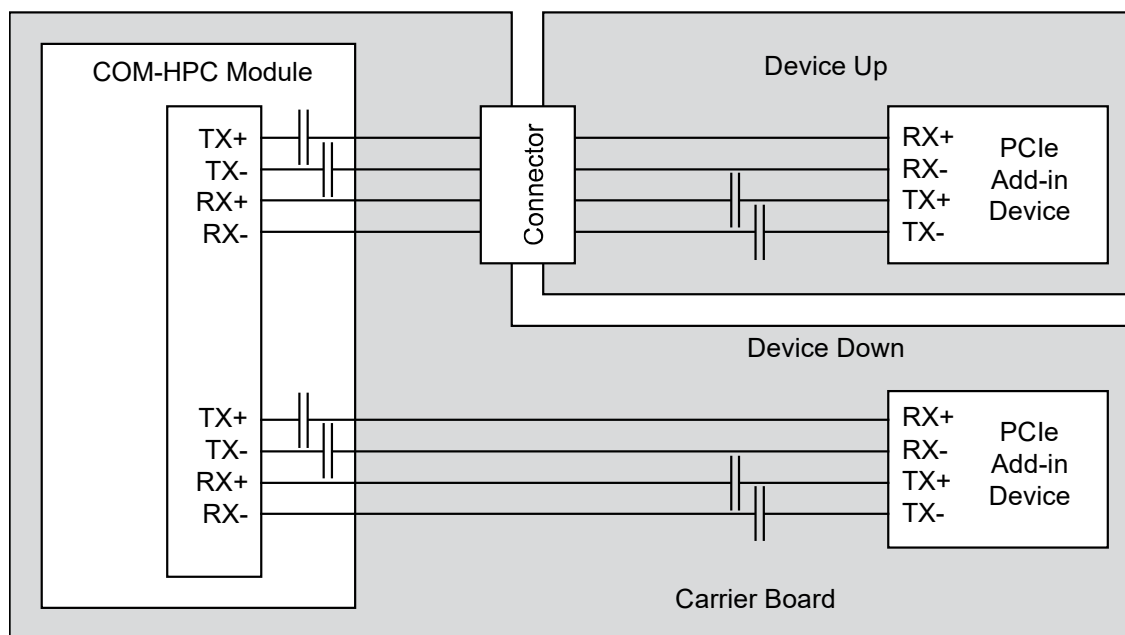 COM-HPC Module
Device Up
TX+
TX-
RX+
RX-
Connector
RX+
RX-
TX+
TX-
PCIe
Add-in
Device
Device Down
TX+
TX-
RX+
RX-
RX+
RX-
TX+
TX-
PCIe
Add-in
Device
Carrier Board